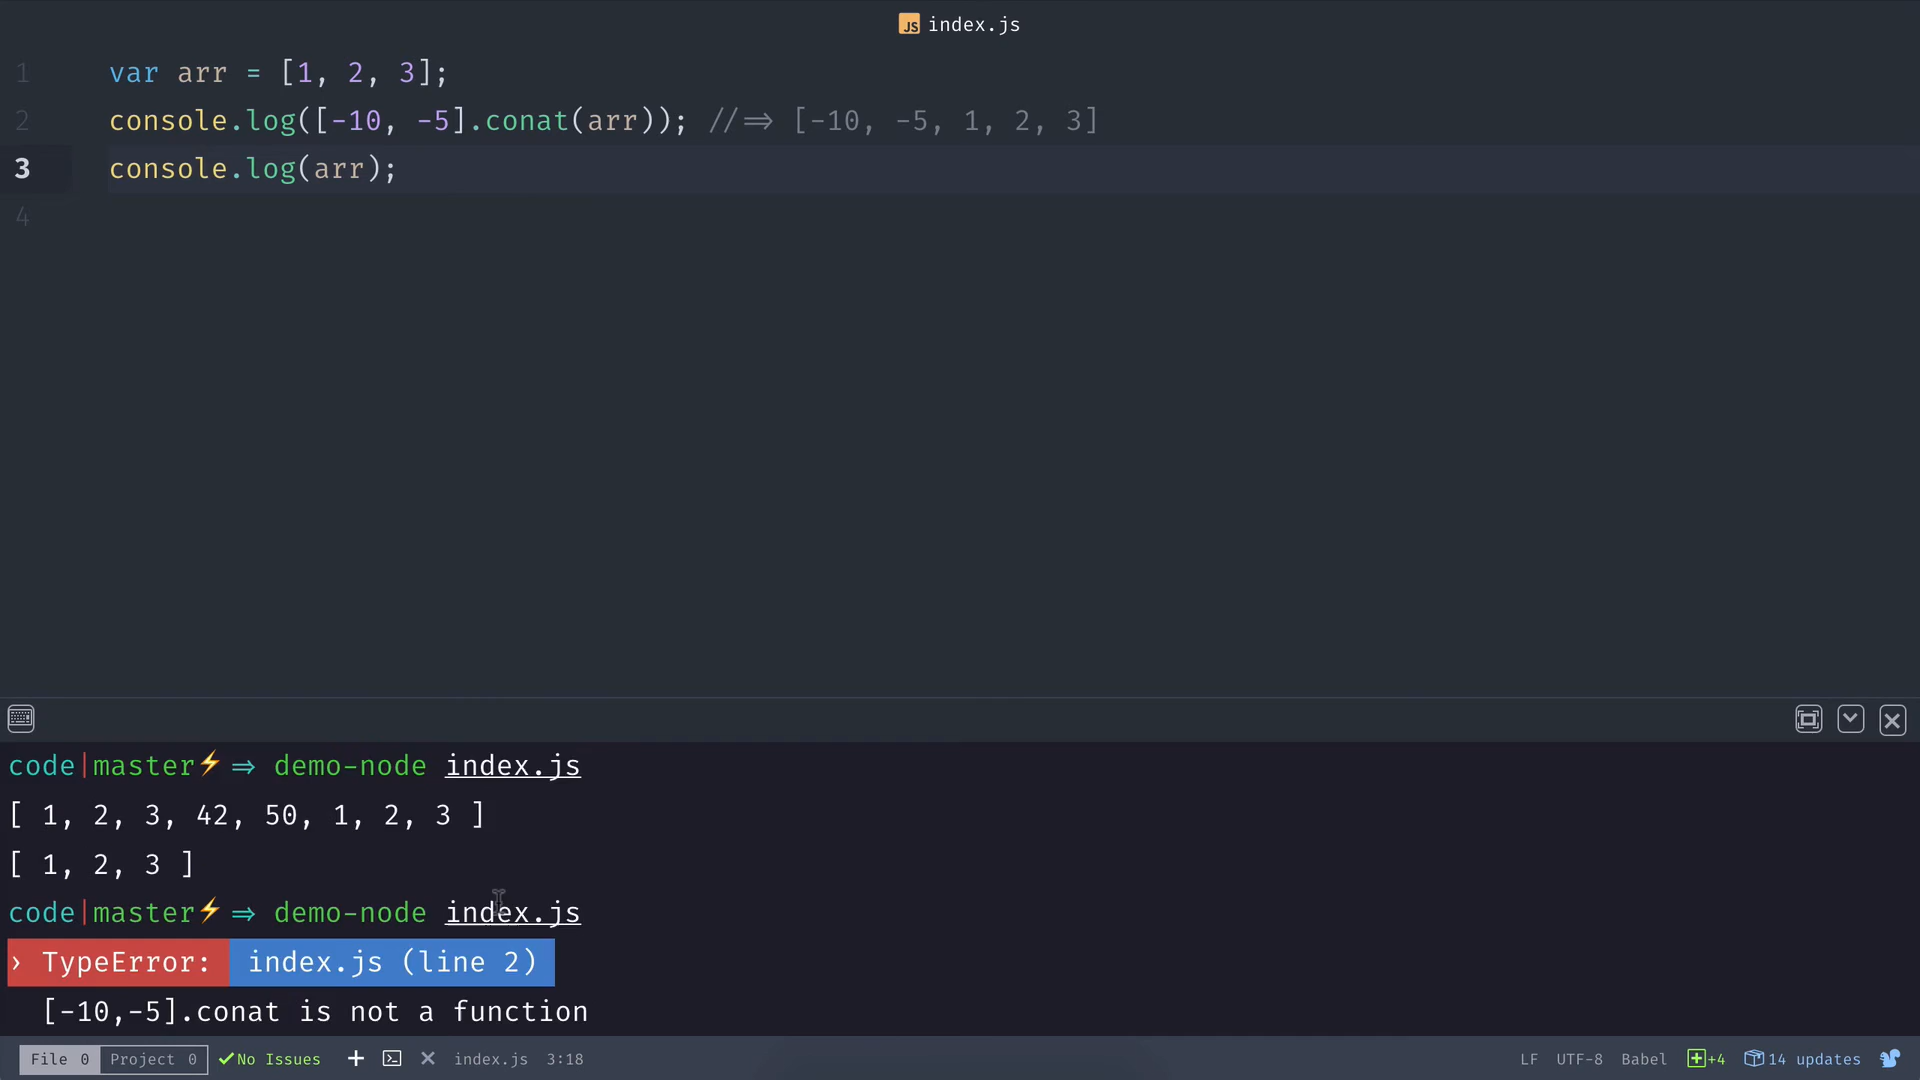 JS index.js
1 var arr = [1, 2, 3];
2 console.log([-10, -5].conat(arr)); //=> [-10, -5, 1, 2, 3]
3 console.log(arr);
4
code|master⚡ => demo-node index.js
[ 1, 2, 3, 42, 50, 1, 2, 3 ]
[ 1, 2, 3 ]
code|master⚡ => demo-node index.js
› TypeError: index.js (line 2)
[-10,-5].conat is not a function
File 0 Project 0 ✓No Issues + index.js 3:18 LF UTF-8 Babel +4 14 updates